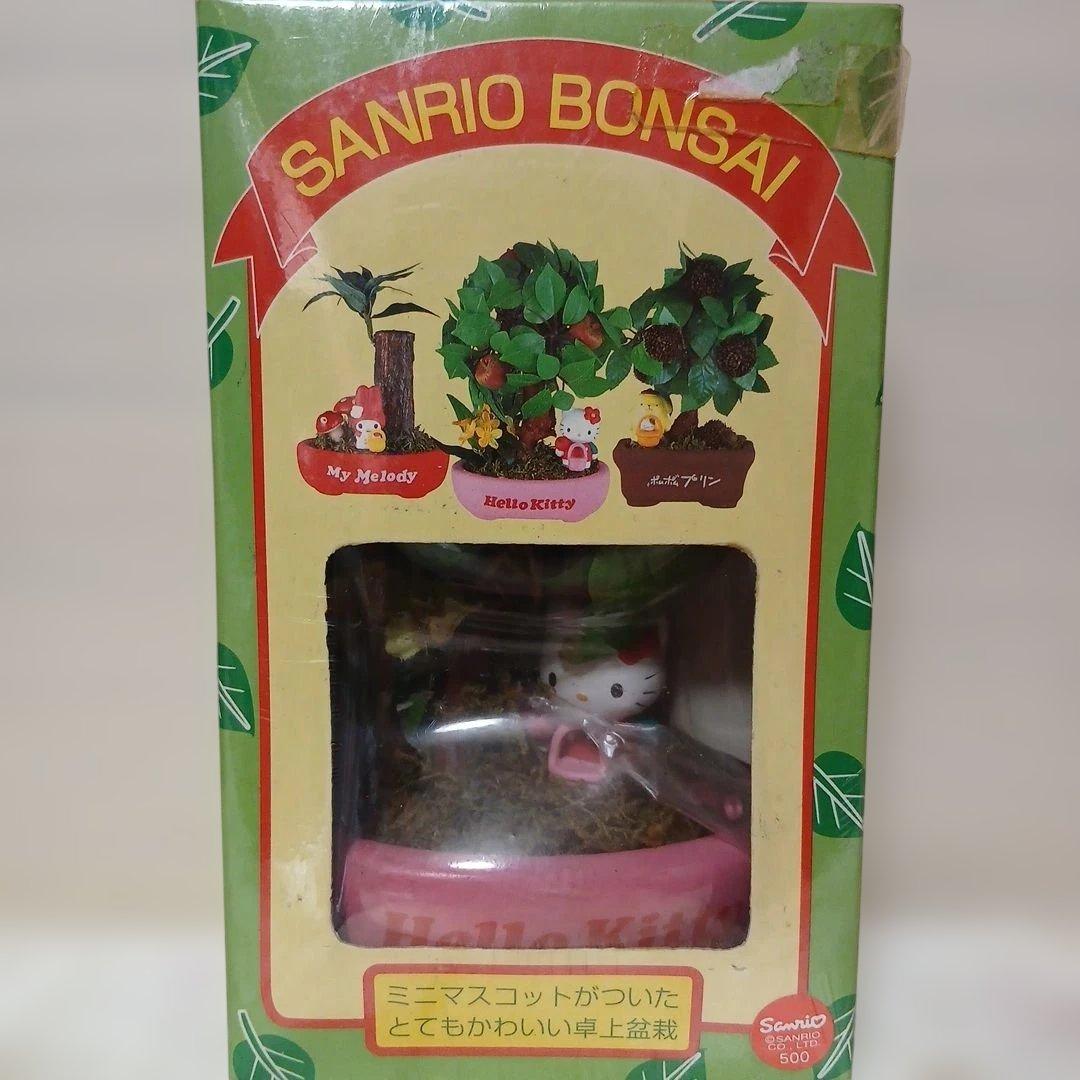 SANRIO BONSAI
My Melody
Hello Kitty
ポムポムプリン
Hello Kitty
ミニマスコットがついた
とてもかわいい卓上盆栽
Sanrio
©SANRIO
CO., LTD.
500